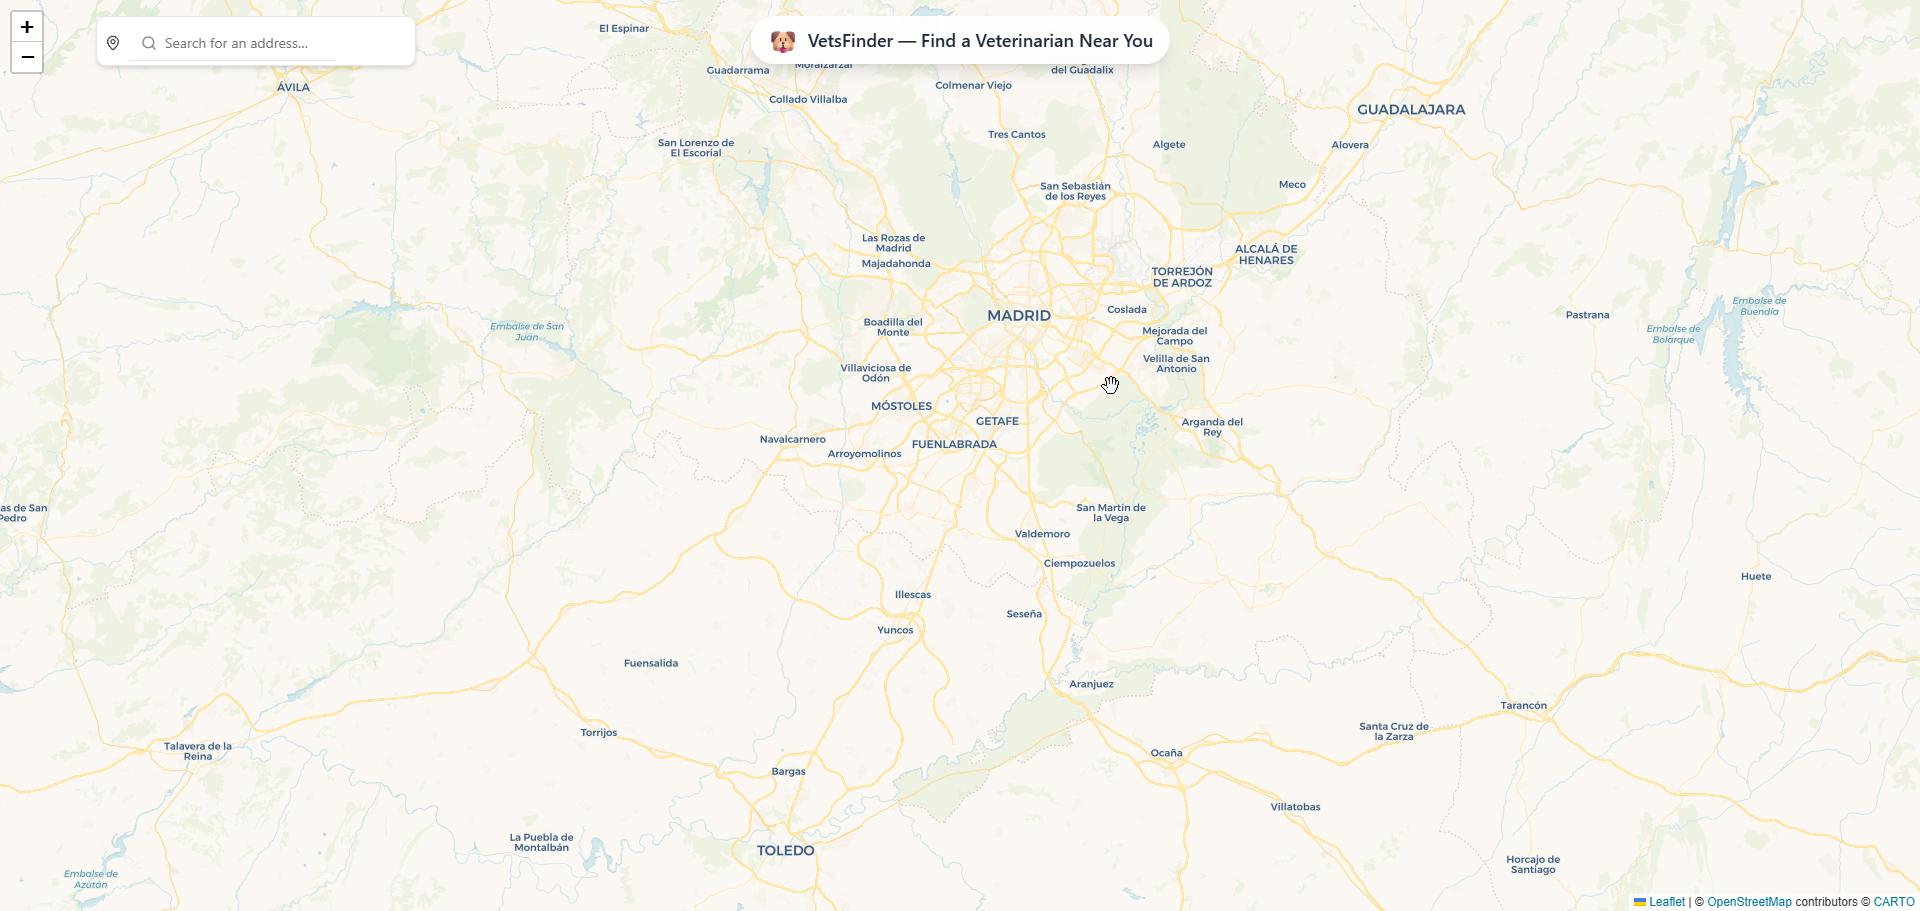 +
−
Search for an address...
VetsFinder — Find a Veterinarian Near You
El Espinar
Guadarrama
Moralzarzal
del Guadalix
ÁVILA
Collado Villalba
Colmenar Viejo
GUADALAJARA
Tres Cantos
San Lorenzo de
El Escorial
Algete
Alovera
San Sebastián
de los Reyes
Meco
Las Rozas de
Madrid
Majadahonda
ALCALÁ DE
HENARES
TORREJÓN
DE ARDOZ
Embalse de San
Juan
Boadilla del
Monte
MADRID
Coslada
Mejorada del
Campo
Pastrana
Embalse de
Buendía
Embalse de
Bolarque
Villaviciosa de
Odón
Velilla de San
Antonio
MÓSTOLES
GETAFE
Arganda del
Rey
Navalcarnero
FUENLABRADA
Arroyomolinos
as de San
Pedro
San Martín de
la Vega
Valdemoro
Ciempozuelos
Huete
Illescas
Seseña
Yuncos
Fuensalida
Aranjuez
Tarancón
Santa Cruz de
la Zarza
Torrijos
Talavera de la
Reina
Ocaña
Bargas
Villatobas
La Puebla de
Montalbán
TOLEDO
Horcajo de
Santiago
Embalse de
Azután
Leaflet | © OpenStreetMap contributors © CARTO